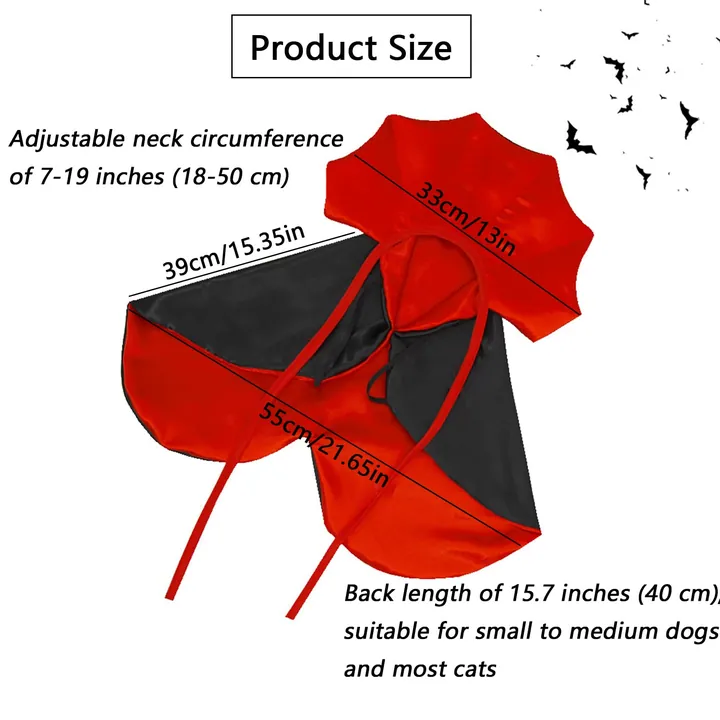 Product Size
Adjustable neck circumference
of 7-19 inches (18-50 cm)
33cm/13in
39cm/15.35in
55cm/21.65in
Back length of 15.7 inches (40 cm),
suitable for small to medium dogs
and most cats